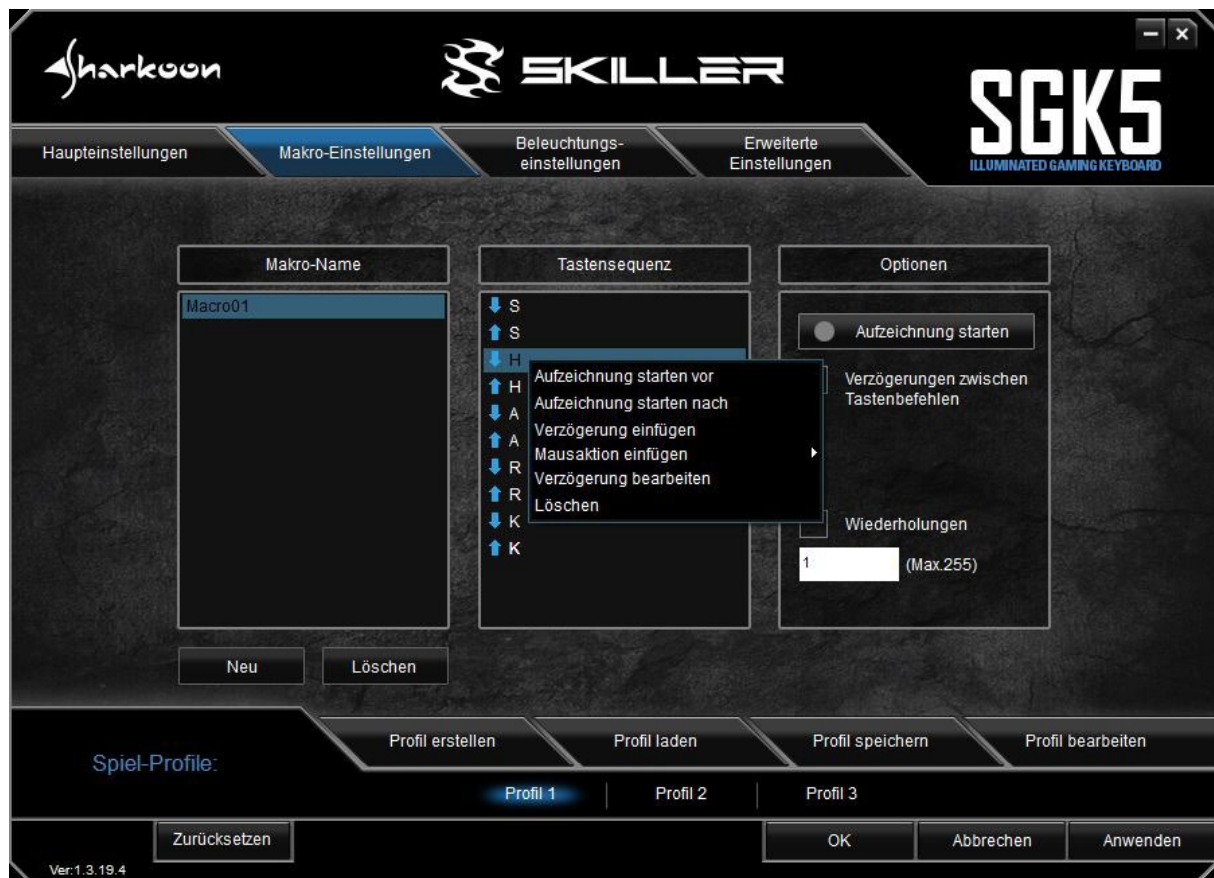 Sharkoon
SKILLER
SGK5
ILLUMINATED GAMING KEYBOARD
Haupteinstellungen
Makro-Einstellungen
Beleuchtungs-
einstellungen
Erweiterte
Einstellungen
Makro-Name
Macro01
Neu
Löschen
Tastensequenz
S
S
H
H
A
A
R
R
K
K
Aufzeichnung starten vor
Aufzeichnung starten nach
Verzögerung einfügen
Mausaktion einfügen
Verzögerung bearbeiten
Löschen
Optionen
Aufzeichnung starten
Verzögerungen zwischen
Tastenbefehlen
Wiederholungen
1 (Max.255)
Spiel-Profile:
Profil erstellen
Profil laden
Profil speichern
Profil bearbeiten
Profil 1
Profil 2
Profil 3
Zurücksetzen
OK
Abbrechen
Anwenden
Ver:1.3.19.4